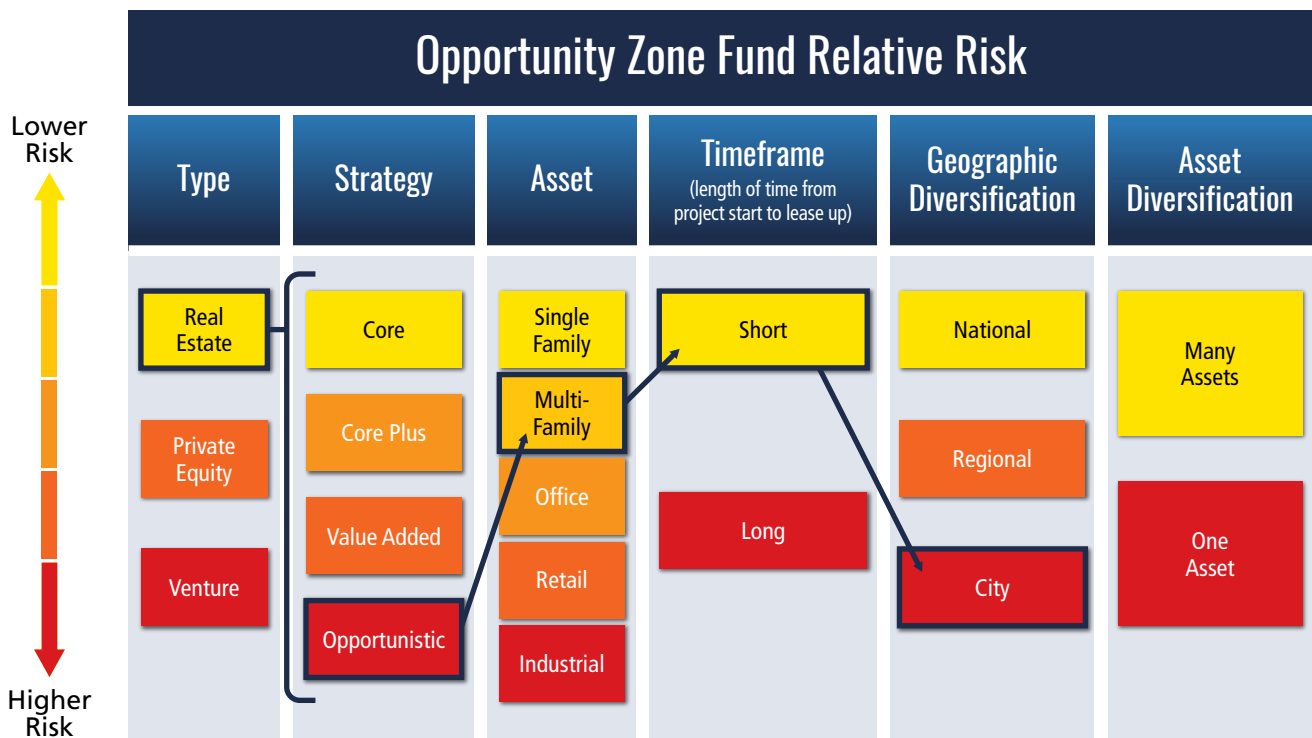 Opportunity Zone Fund Relative Risk
Lower
Risk
Higher
Risk
Type
Strategy
Asset
Timeframe
(length of time from
project start to lease up)
Geographic
Diversification
Asset
Diversification
Real
Estate
Private
Equity
Venture
Core
Core Plus
Value Added
Opportunistic
Single
Family
Multi-
Family
Office
Retail
Industrial
Short
Long
National
Regional
City
Many
Assets
One
Asset